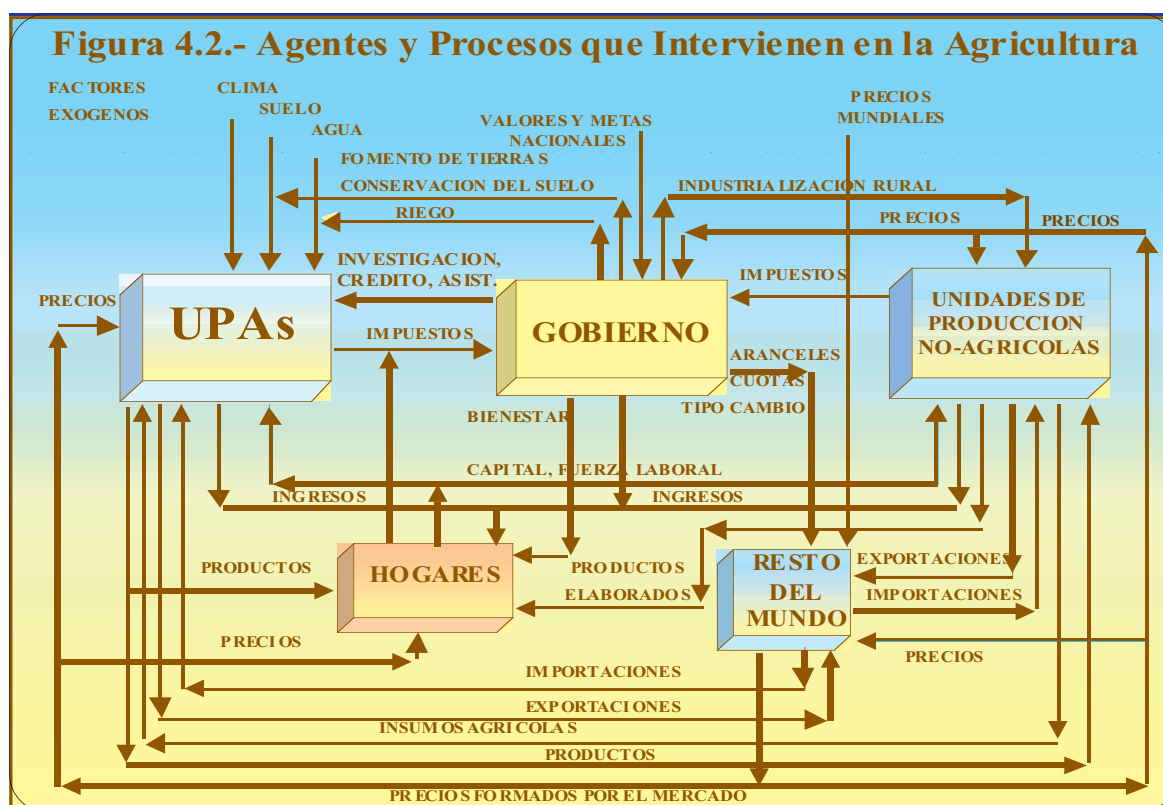 Figura 4.2.- Agentes y Procesos que Intervienen en la Agricultura
FACTORES
EXOGENOS
CLIMA
SUELO
AGUA
VALORES Y METAS
NACIONALES
PRECIOS
MUNDIALES
FOMENTO DE TIERRAS
CONSERVACION DEL SUELO
RIEGO
INDUSTRIALIZACIÓN RURAL
PRECIOS
PRECIOS
INVESTIGACION,
CREDITO, ASIST.
IMPUESTOS
PRECIOS
UPAs
IMPUESTOS
GOBIERNO
UNIDADES DE
PRODUCCION
NO-AGRICOLAS
ARANCELES
CUOTAS
TIPO CAMBIO
BIENESTAR
CAPITAL, FUERZA LABORAL
INGRESOS
INGRESOS
PRODUCTOS
HOGARES
PRODUCTOS
ELABORADOS
RESTO
DEL
MUNDO
EXPORTACIONES
IMPORTACIONES
PRECIOS
PRECIOS
IMPORTACIONES
EXPORTACIONES
INSUMOS AGRICOLAS
PRODUCTOS
PRECIOS FORMADOS POR EL MERCADO